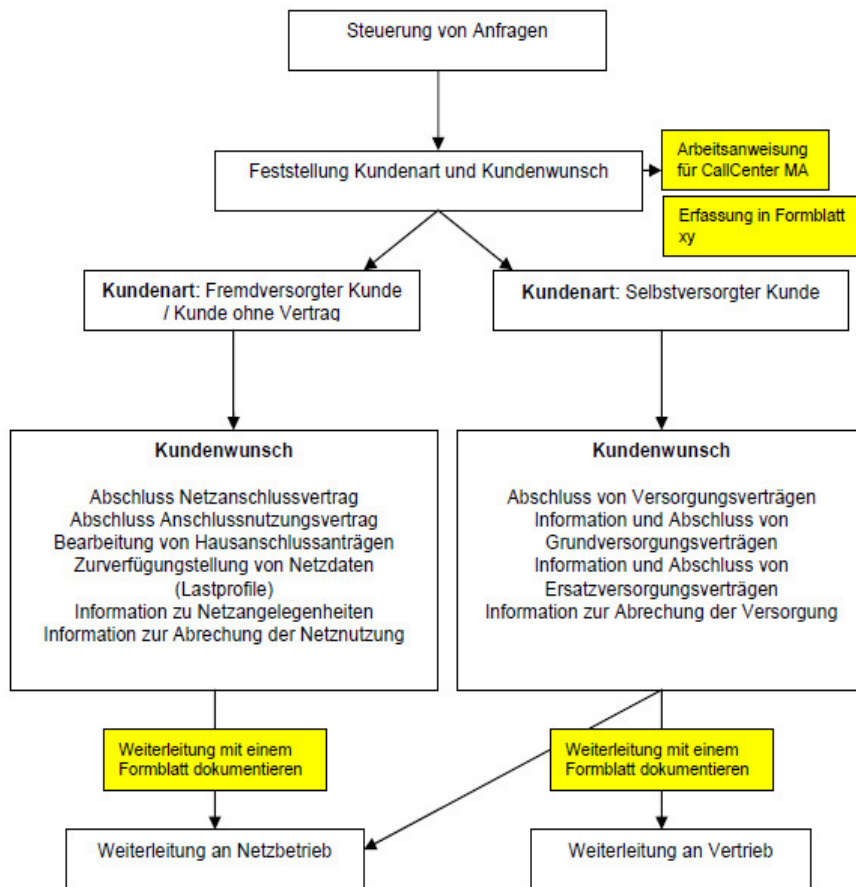 Steuerung von Anfragen
Feststellung Kundenart und Kundenwunsch
Arbeitsanweisung
für CallCenter MA
Erfassung in Formblatt
xy
Kundenart: Fremdversorgter Kunde
/ Kunde ohne Vertrag
Kundenart: Selbstversorgter Kunde
Kundenwunsch
Abschluss Netzanschlussvertrag
Abschluss Anschlussnutzungsvertrag
Bearbeitung von Hausanschlussanträgen
Zurverfügungstellung von Netzdaten
(Lastprofile)
Information zu Netzangelegenheiten
Information zur Abrechung der Netznutzung
Kundenwunsch
Abschluss von Versorgungsverträgen
Information und Abschluss von
Grundversorgungsverträgen
Information und Abschluss von
Ersatzversorgungsverträgen
Information zur Abrechung der Versorgung
Weiterleitung mit einem
Formblatt dokumentieren
Weiterleitung mit einem
Formblatt dokumentieren
Weiterleitung an Netzbetrieb
Weiterleitung an Vertrieb